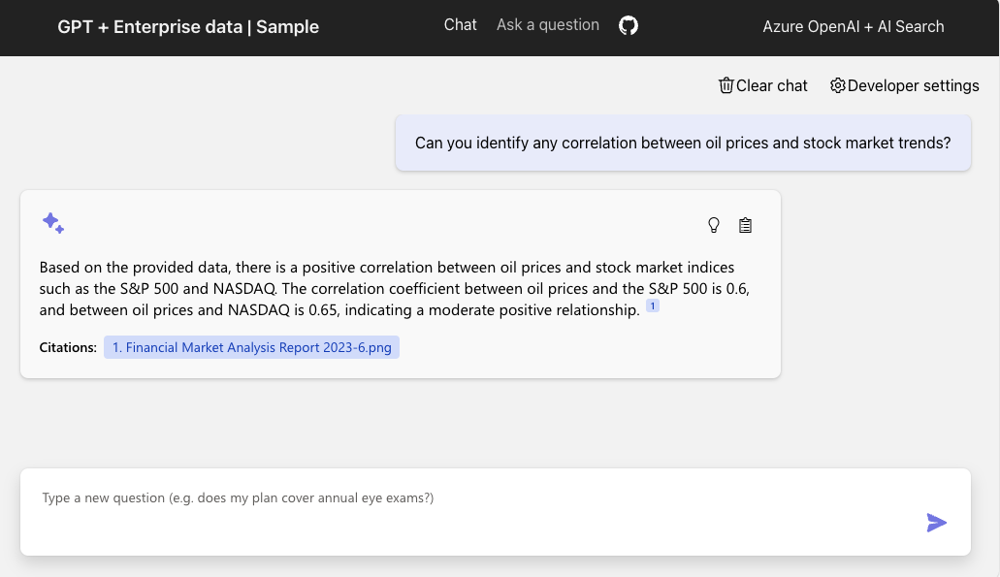 GPT + Enterprise data | Sample
Chat
Ask a question
Azure OpenAI + AI Search
Clear chat
Developer settings
Can you identify any correlation between oil prices and stock market trends?
Based on the provided data, there is a positive correlation between oil prices and stock market indices
such as the S&P 500 and NASDAQ. The correlation coefficient between oil prices and the S&P 500 is 0.6,
and between oil prices and NASDAQ is 0.65, indicating a moderate positive relationship. 1
Citations: 1. Financial Market Analysis Report 2023-6.png
Type a new question (e.g. does my plan cover annual eye exams?)